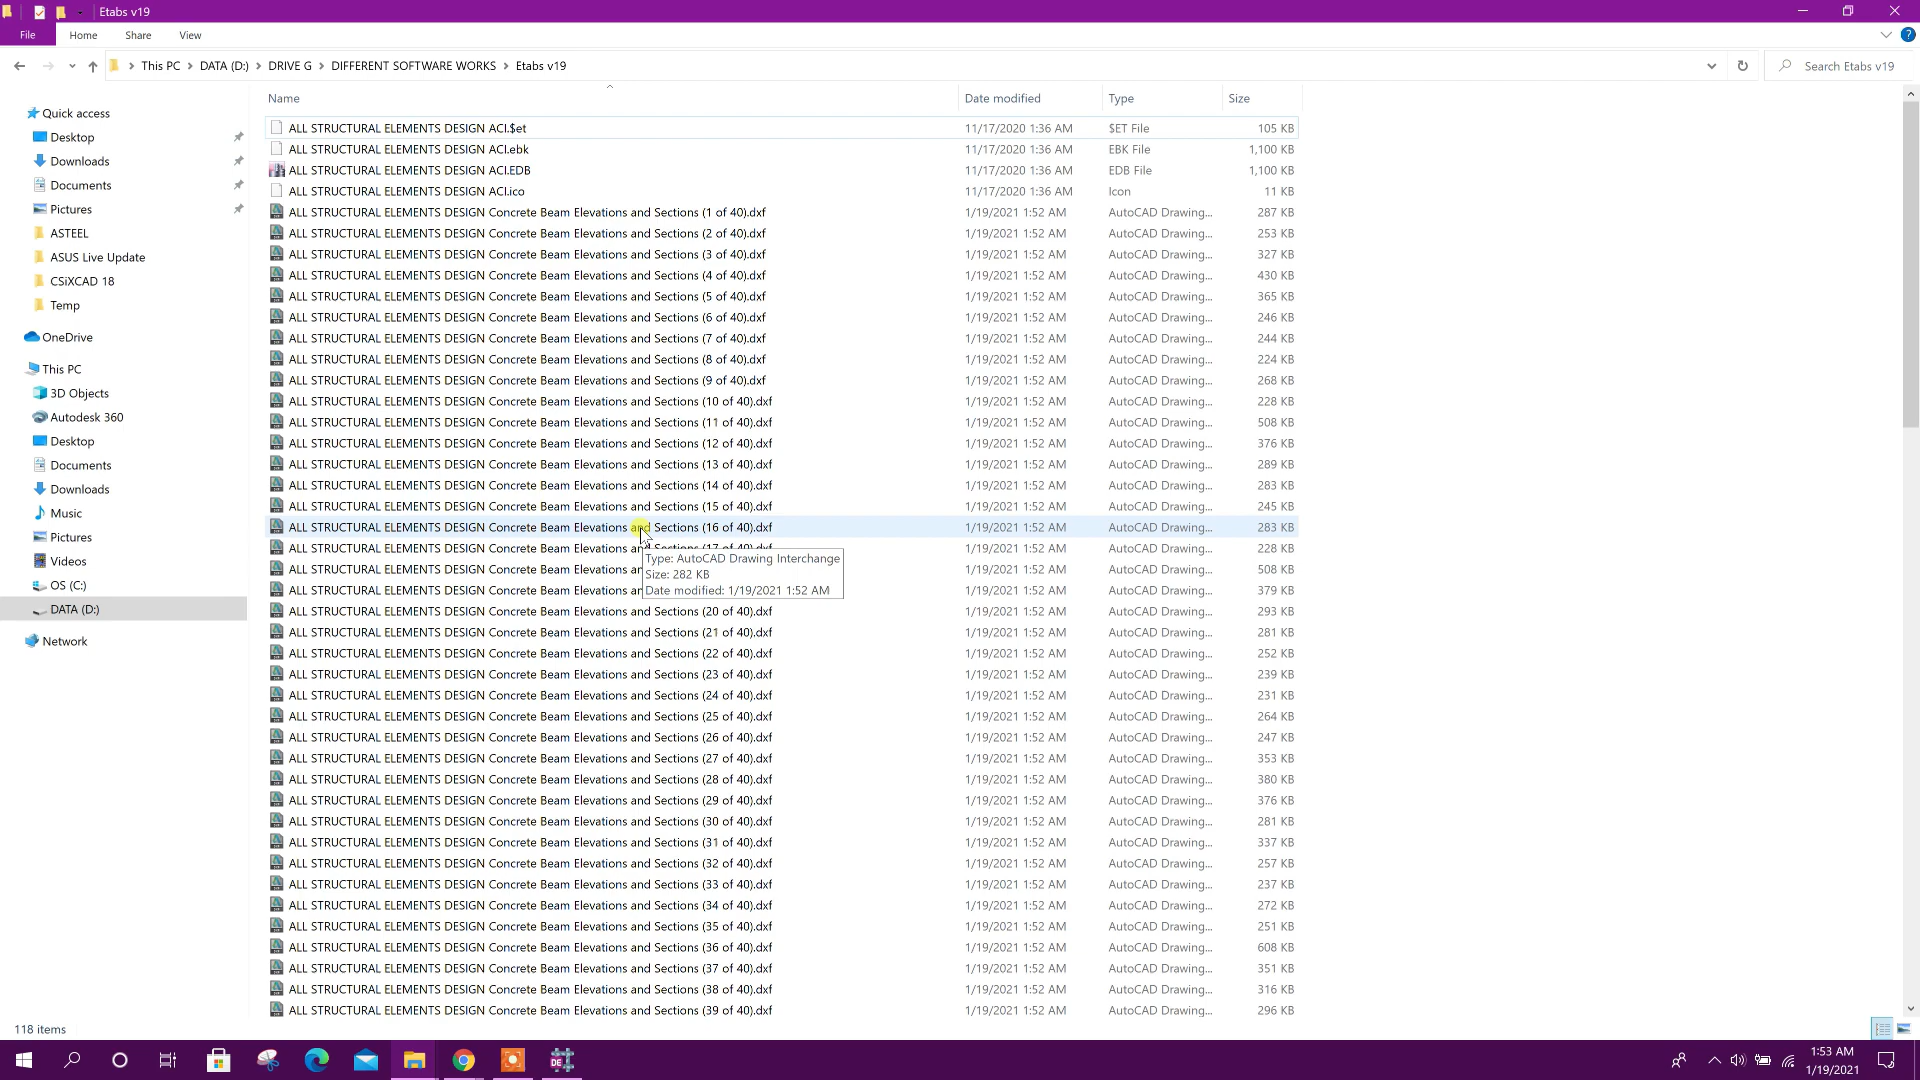 Etabs v19
File Home Share View
This PC > DATA (D:) > DRIVE G > DIFFERENT SOFTWARE WORKS > Etabs v19 Search Etabs v19
Name Date modified Type Size
Quick access
Desktop
Downloads
Documents
Pictures
ASTEEL
ASUS Live Update
CSiXCAD 18
Temp
OneDrive
This PC
3D Objects
Autodesk 360
Desktop
Documents
Downloads
Music
Pictures
Videos
OS (C:)
DATA (D:)
Network
ALL STRUCTURAL ELEMENTS DESIGN ACI.$et 11/17/2020 1:36 AM $ET File 105 KB
ALL STRUCTURAL ELEMENTS DESIGN ACI.ebk 11/17/2020 1:36 AM EBK File 1,100 KB
ALL STRUCTURAL ELEMENTS DESIGN ACI.EDB 11/17/2020 1:36 AM EDB File 1,100 KB
ALL STRUCTURAL ELEMENTS DESIGN ACI.ico 11/17/2020 1:36 AM Icon 11 KB
ALL STRUCTURAL ELEMENTS DESIGN Concrete Beam Elevations and Sections (1 of 40).dxf 1/19/2021 1:52 AM AutoCAD Drawing... 287 KB
ALL STRUCTURAL ELEMENTS DESIGN Concrete Beam Elevations and Sections (2 of 40).dxf 1/19/2021 1:52 AM AutoCAD Drawing... 253 KB
ALL STRUCTURAL ELEMENTS DESIGN Concrete Beam Elevations and Sections (3 of 40).dxf 1/19/2021 1:52 AM AutoCAD Drawing... 327 KB
ALL STRUCTURAL ELEMENTS DESIGN Concrete Beam Elevations and Sections (4 of 40).dxf 1/19/2021 1:52 AM AutoCAD Drawing... 430 KB
ALL STRUCTURAL ELEMENTS DESIGN Concrete Beam Elevations and Sections (5 of 40).dxf 1/19/2021 1:52 AM AutoCAD Drawing... 365 KB
ALL STRUCTURAL ELEMENTS DESIGN Concrete Beam Elevations and Sections (6 of 40).dxf 1/19/2021 1:52 AM AutoCAD Drawing... 246 KB
ALL STRUCTURAL ELEMENTS DESIGN Concrete Beam Elevations and Sections (7 of 40).dxf 1/19/2021 1:52 AM AutoCAD Drawing... 244 KB
ALL STRUCTURAL ELEMENTS DESIGN Concrete Beam Elevations and Sections (8 of 40).dxf 1/19/2021 1:52 AM AutoCAD Drawing... 224 KB
ALL STRUCTURAL ELEMENTS DESIGN Concrete Beam Elevations and Sections (9 of 40).dxf 1/19/2021 1:52 AM AutoCAD Drawing... 268 KB
ALL STRUCTURAL ELEMENTS DESIGN Concrete Beam Elevations and Sections (10 of 40).dxf 1/19/2021 1:52 AM AutoCAD Drawing... 228 KB
ALL STRUCTURAL ELEMENTS DESIGN Concrete Beam Elevations and Sections (11 of 40).dxf 1/19/2021 1:52 AM AutoCAD Drawing... 508 KB
ALL STRUCTURAL ELEMENTS DESIGN Concrete Beam Elevations and Sections (12 of 40).dxf 1/19/2021 1:52 AM AutoCAD Drawing... 376 KB
ALL STRUCTURAL ELEMENTS DESIGN Concrete Beam Elevations and Sections (13 of 40).dxf 1/19/2021 1:52 AM AutoCAD Drawing... 289 KB
ALL STRUCTURAL ELEMENTS DESIGN Concrete Beam Elevations and Sections (14 of 40).dxf 1/19/2021 1:52 AM AutoCAD Drawing... 283 KB
ALL STRUCTURAL ELEMENTS DESIGN Concrete Beam Elevations and Sections (15 of 40).dxf 1/19/2021 1:52 AM AutoCAD Drawing... 245 KB
ALL STRUCTURAL ELEMENTS DESIGN Concrete Beam Elevations and Sections (16 of 40).dxf 1/19/2021 1:52 AM AutoCAD Drawing... 283 KB
ALL STRUCTURAL ELEMENTS DESIGN Concrete Beam Elevations and Sections (17 of 40).dxf 1/19/2021 1:52 AM AutoCAD Drawing... 228 KB
ALL STRUCTURAL ELEMENTS DESIGN Concrete Beam Elevations an 1/19/2021 1:52 AM AutoCAD Drawing... 508 KB
ALL STRUCTURAL ELEMENTS DESIGN Concrete Beam Elevations an 1/19/2021 1:52 AM AutoCAD Drawing... 379 KB
Type: AutoCAD Drawing Interchange
Size: 282 KB
Date modified: 1/19/2021 1:52 AM
ALL STRUCTURAL ELEMENTS DESIGN Concrete Beam Elevations and Sections (20 of 40).dxf 1/19/2021 1:52 AM AutoCAD Drawing... 293 KB
ALL STRUCTURAL ELEMENTS DESIGN Concrete Beam Elevations and Sections (21 of 40).dxf 1/19/2021 1:52 AM AutoCAD Drawing... 281 KB
ALL STRUCTURAL ELEMENTS DESIGN Concrete Beam Elevations and Sections (22 of 40).dxf 1/19/2021 1:52 AM AutoCAD Drawing... 252 KB
ALL STRUCTURAL ELEMENTS DESIGN Concrete Beam Elevations and Sections (23 of 40).dxf 1/19/2021 1:52 AM AutoCAD Drawing... 239 KB
ALL STRUCTURAL ELEMENTS DESIGN Concrete Beam Elevations and Sections (24 of 40).dxf 1/19/2021 1:52 AM AutoCAD Drawing... 231 KB
ALL STRUCTURAL ELEMENTS DESIGN Concrete Beam Elevations and Sections (25 of 40).dxf 1/19/2021 1:52 AM AutoCAD Drawing... 264 KB
ALL STRUCTURAL ELEMENTS DESIGN Concrete Beam Elevations and Sections (26 of 40).dxf 1/19/2021 1:52 AM AutoCAD Drawing... 247 KB
ALL STRUCTURAL ELEMENTS DESIGN Concrete Beam Elevations and Sections (27 of 40).dxf 1/19/2021 1:52 AM AutoCAD Drawing... 353 KB
ALL STRUCTURAL ELEMENTS DESIGN Concrete Beam Elevations and Sections (28 of 40).dxf 1/19/2021 1:52 AM AutoCAD Drawing... 380 KB
ALL STRUCTURAL ELEMENTS DESIGN Concrete Beam Elevations and Sections (29 of 40).dxf 1/19/2021 1:52 AM AutoCAD Drawing... 376 KB
ALL STRUCTURAL ELEMENTS DESIGN Concrete Beam Elevations and Sections (30 of 40).dxf 1/19/2021 1:52 AM AutoCAD Drawing... 281 KB
ALL STRUCTURAL ELEMENTS DESIGN Concrete Beam Elevations and Sections (31 of 40).dxf 1/19/2021 1:52 AM AutoCAD Drawing... 337 KB
ALL STRUCTURAL ELEMENTS DESIGN Concrete Beam Elevations and Sections (32 of 40).dxf 1/19/2021 1:52 AM AutoCAD Drawing... 257 KB
ALL STRUCTURAL ELEMENTS DESIGN Concrete Beam Elevations and Sections (33 of 40).dxf 1/19/2021 1:52 AM AutoCAD Drawing... 237 KB
ALL STRUCTURAL ELEMENTS DESIGN Concrete Beam Elevations and Sections (34 of 40).dxf 1/19/2021 1:52 AM AutoCAD Drawing... 272 KB
ALL STRUCTURAL ELEMENTS DESIGN Concrete Beam Elevations and Sections (35 of 40).dxf 1/19/2021 1:52 AM AutoCAD Drawing... 251 KB
ALL STRUCTURAL ELEMENTS DESIGN Concrete Beam Elevations and Sections (36 of 40).dxf 1/19/2021 1:52 AM AutoCAD Drawing... 608 KB
ALL STRUCTURAL ELEMENTS DESIGN Concrete Beam Elevations and Sections (37 of 40).dxf 1/19/2021 1:52 AM AutoCAD Drawing... 351 KB
ALL STRUCTURAL ELEMENTS DESIGN Concrete Beam Elevations and Sections (38 of 40).dxf 1/19/2021 1:52 AM AutoCAD Drawing... 316 KB
ALL STRUCTURAL ELEMENTS DESIGN Concrete Beam Elevations and Sections (39 of 40).dxf 1/19/2021 1:52 AM AutoCAD Drawing... 296 KB
118 items
DE
1:53 AM
1/19/2021